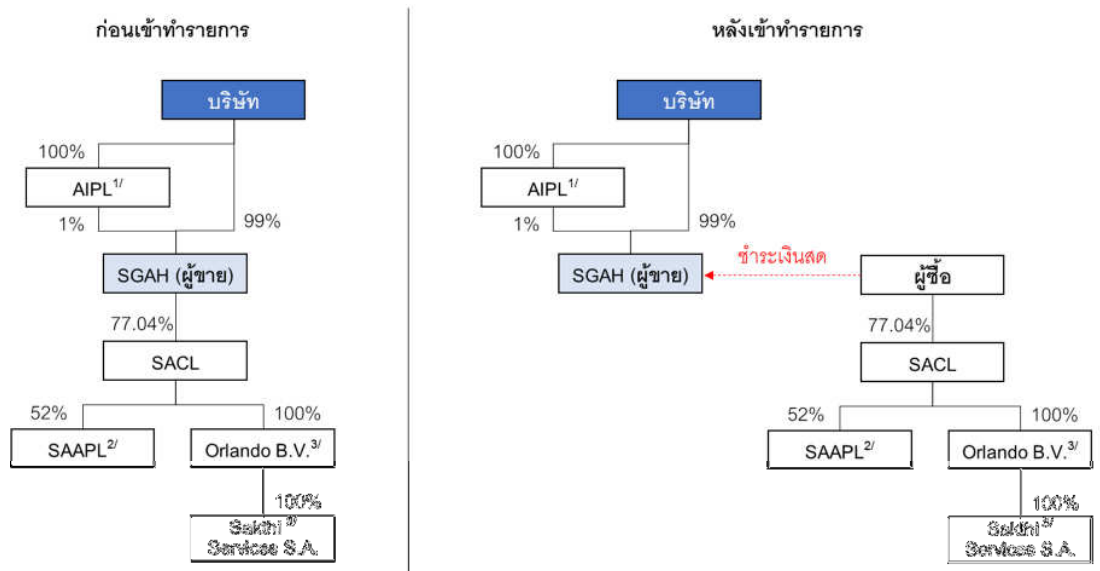 ก่อนเข้าทำรายการ
บริษัท
100%
AIPL1/
1%
99%
SGAH (ผู้ขาย)
77.04%
SACL
52%
100%
SAAPL2/
Orlando B.V.3/
100%
Sakthi 3/
Services S.A.
หลังเข้าทำรายการ
บริษัท
100%
AIPL1/
1%
99%
ชำระเงินสด
SGAH (ผู้ขาย)
ผู้ซื้อ
77.04%
SACL
52%
100%
SAAPL2/
Orlando B.V.3/
100%
Sakthi 3/
Services S.A.